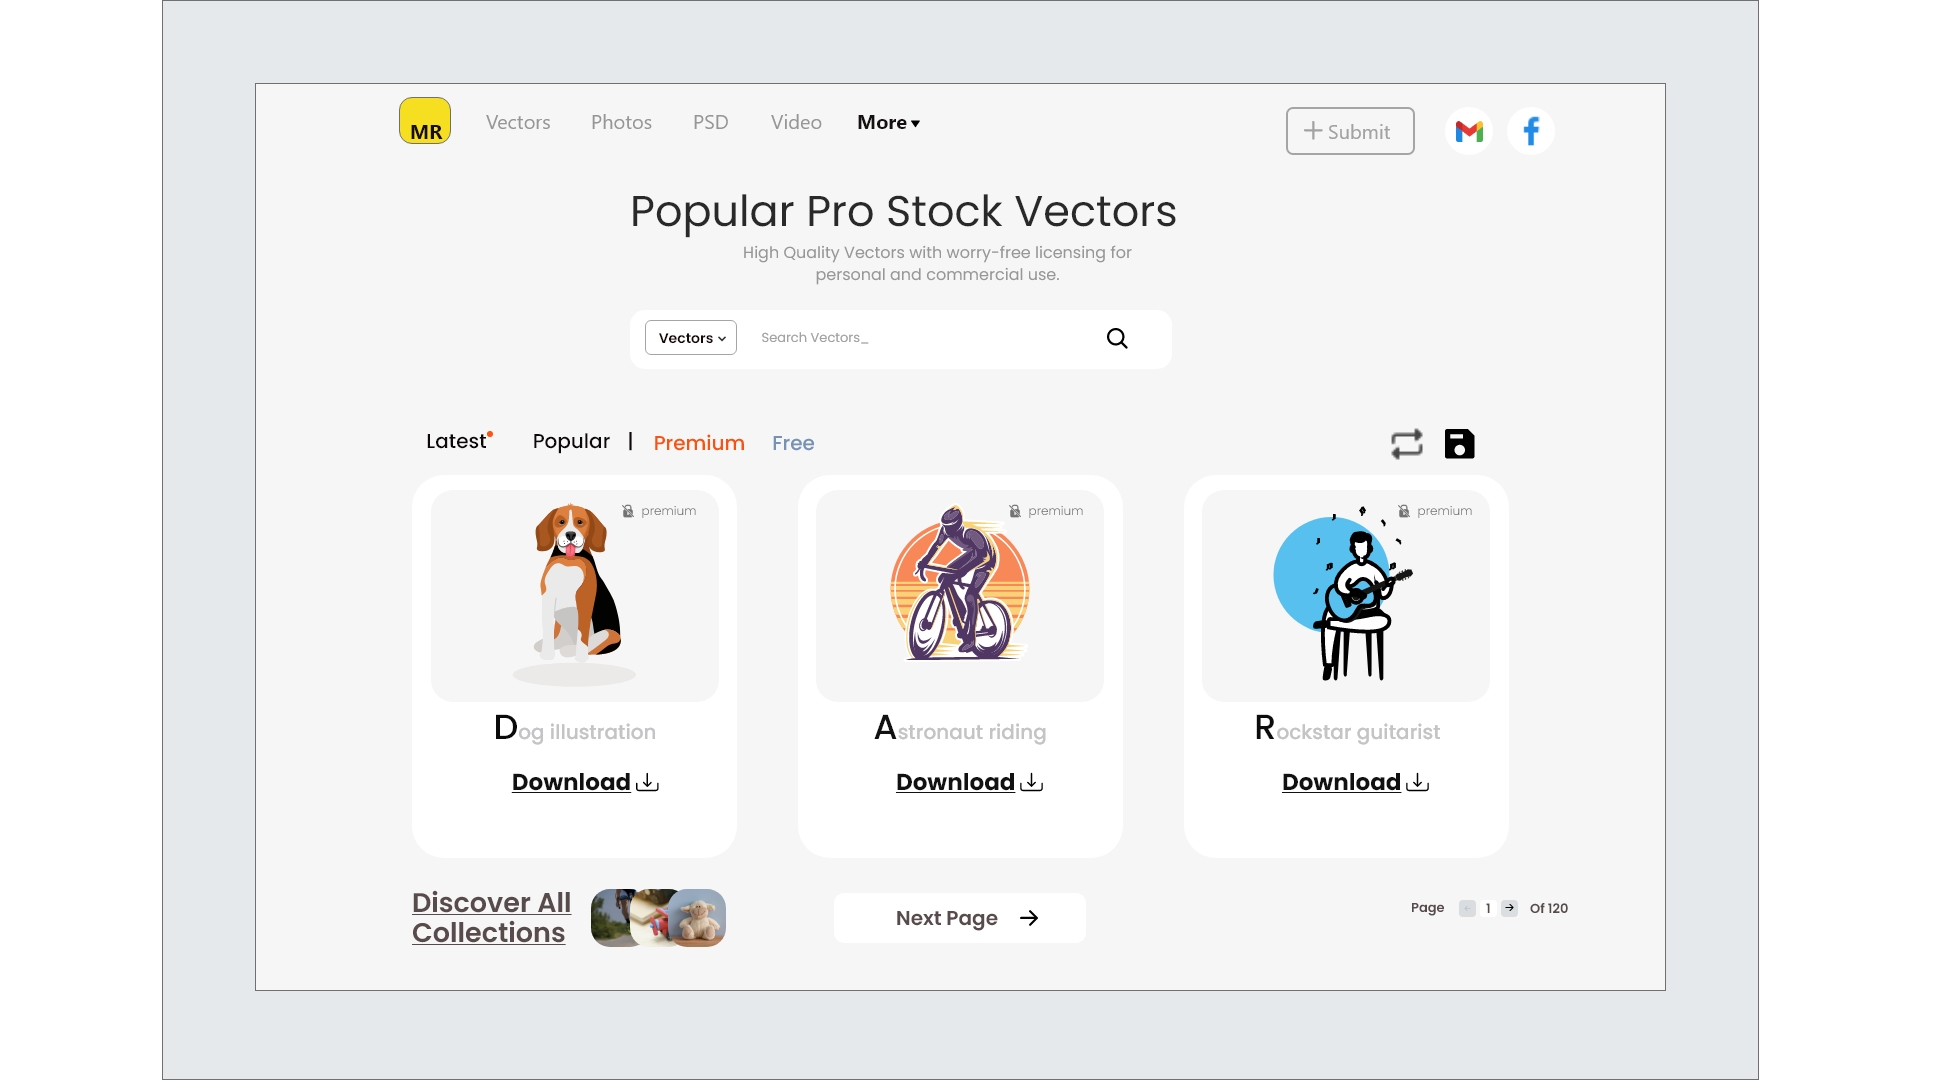 MR
Vectors
Photos
PSD
Video
More
Submit
Popular Pro Stock Vectors
High Quality Vectors with worry-free licensing for
personal and commercial use.
Vectors
Search Vectors_
Latest
Popular |
Premium
Free
premium
premium
premium
Dog illustration
Astronaut riding
Rockstar guitarist
Download
Download
Download
Discover All
Collections
Next Page
Page
1
Of 120